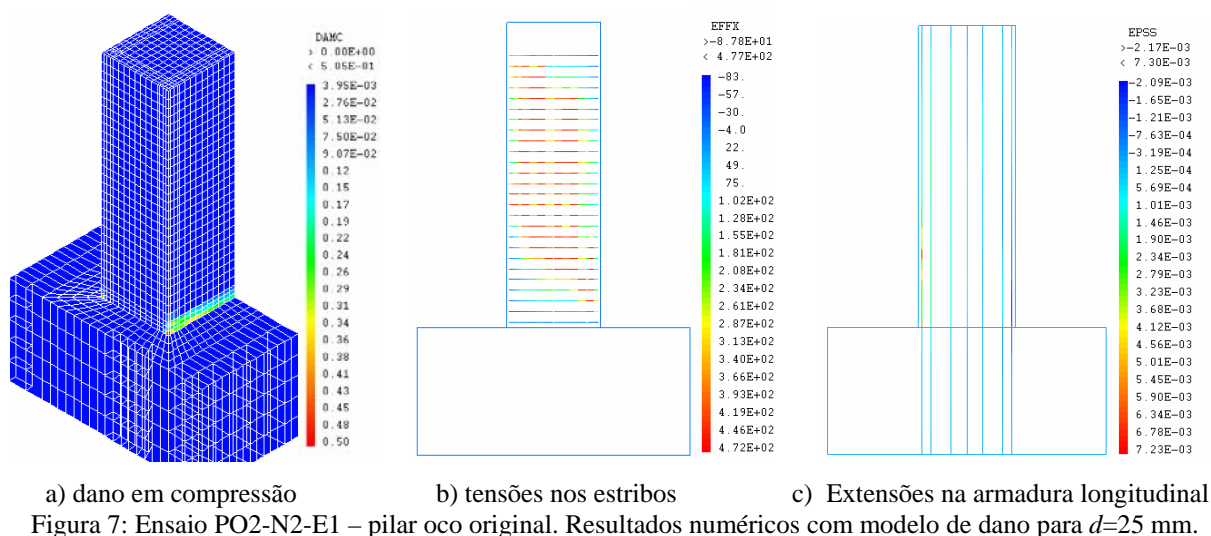 DAMC
> 0.00E+00
< 5.05E-01
3.95E-03
2.76E-02
5.13E-02
7.50E-02
9.87E-02
0.12
0.15
0.17
0.19
0.22
0.24
0.26
0.29
0.31
0.34
0.36
0.38
0.41
0.43
0.45
0.48
0.50
EFFX
>-8.78E+01
< 4.77E+02
-83.
-57.
-30.
-4.0
22.
49.
75.
1.02E+02
1.28E+02
1.55E+02
1.81E+02
2.08E+02
2.34E+02
2.61E+02
2.87E+02
3.13E+02
3.40E+02
3.66E+02
3.93E+02
4.19E+02
4.46E+02
4.72E+02
EPSS
>-2.17E-03
< 7.30E-03
-2.09E-03
-1.65E-03
-1.21E-03
-7.63E-04
-3.19E-04
1.25E-04
5.69E-04
1.01E-03
1.46E-03
1.90E-03
2.34E-03
2.79E-03
3.23E-03
3.68E-03
4.12E-03
4.56E-03
5.01E-03
5.45E-03
5.90E-03
6.34E-03
6.78E-03
7.23E-03
a) dano em compressão
b) tensões nos estribos
c) Extensões na armadura longitudinal
Figura 7: Ensaio PO2-N2-E1 – pilar oco original. Resultados numéricos com modelo de dano para d=25 mm.